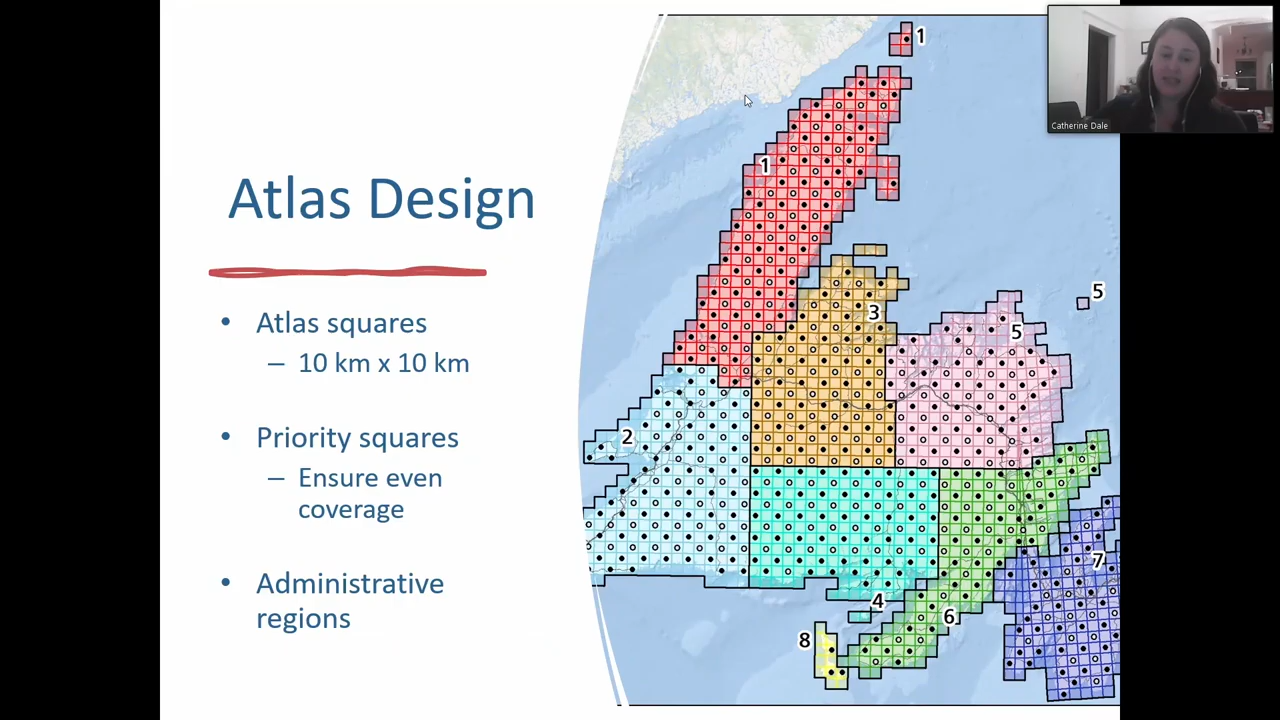 Atlas Design
• Atlas squares
– 10 km x 10 km
• Priority squares
– Ensure even
coverage
• Administrative
regions
1
1
3
5
5
2
7
4
6
8
Catherine Dale